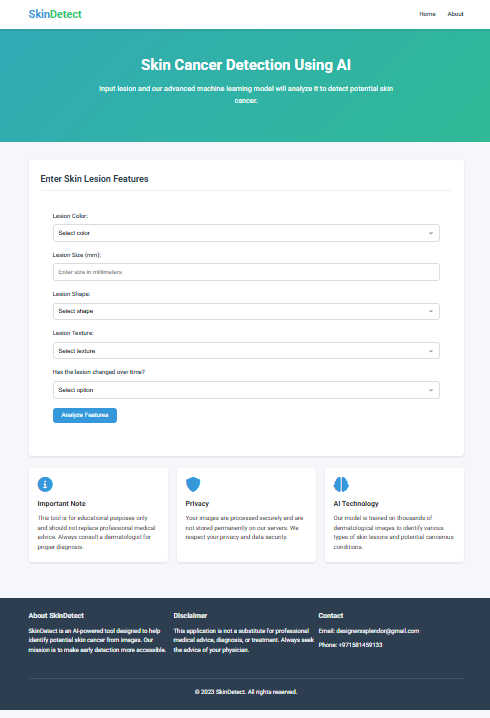 SkinDetect
Home About
Skin Cancer Detection Using AI
Input lesion and our advanced machine learning model will analyze it to detect potential skin
cancer.
Enter Skin Lesion Features
Lesion Color:
Select color
Lesion Size (mm):
Enter size in millimeters
Lesion Shape:
Select shape
Lesion Texture:
Select texture
Has the lesion changed over time?
Select option
Analyze Features
Important Note
This tool is for educational purposes only
and should not replace professional medical
advice. Always consult a dermatologist for
proper diagnosis.
Privacy
Your images are processed securely and are
not stored permanently on our servers. We
respect your privacy and data security.
AI Technology
Our model is trained on thousands of
dermatological images to identify various
types of skin lesions and potential cancerous
conditions.
About SkinDetect
SkinDetect is an AI-powered tool designed to help
identify potential skin cancer from images. Our
mission is to make early detection more accessible.
Disclaimer
This application is not a substitute for professional
medical advice, diagnosis, or treatment. Always seek
the advice of your physician.
Contact
Email: designerssplendor@gmail.com
Phone: +971581459133
© 2023 SkinDetect. All rights reserved.